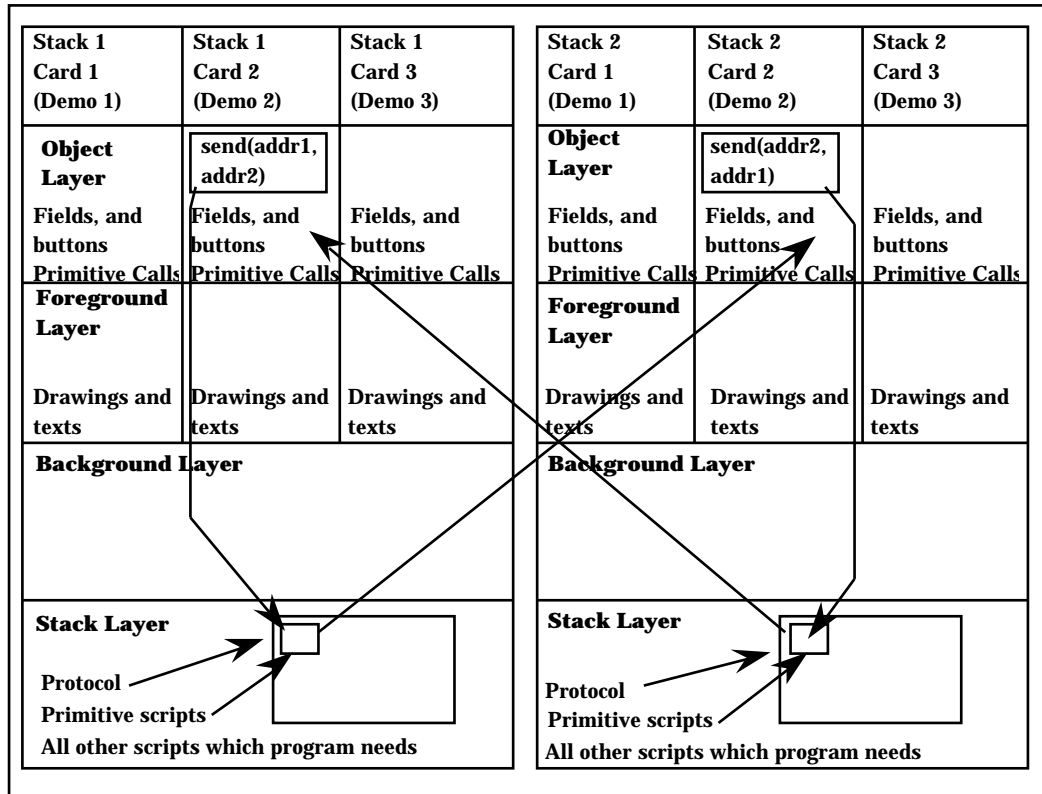 Stack 1
Card 1
(Demo 1)
Stack 1
Card 2
(Demo 2)
Stack 1
Card 3
(Demo 3)
Object
Layer
send(addr1,
addr2)
Fields, and
buttons
Primitive Calls
Fields, and
buttons
Primitive Calls
Fields, and
buttons
Primitive Calls
Foreground
Layer
Drawings and
texts
Drawings and
texts
Drawings and
texts
Background Layer
Stack Layer
Protocol
Primitive scripts
All other scripts which program needs
Stack 2
Card 1
(Demo 1)
Stack 2
Card 2
(Demo 2)
Stack 2
Card 3
(Demo 3)
Object
Layer
send(addr2,
addr1)
Fields, and
buttons
Primitive Calls
Fields, and
buttons
Primitive Calls
Fields, and
buttons
Primitive Calls
Foreground
Layer
Drawings and
texts
Drawings and
texts
Drawings and
texts
Background Layer
Stack Layer
Protocol
Primitive scripts
All other scripts which program needs